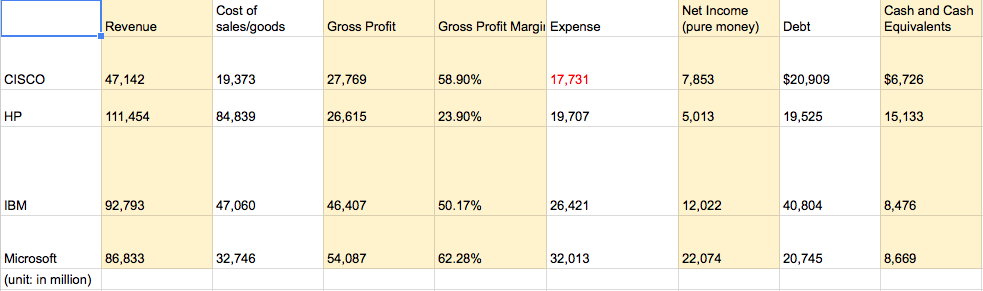 Revenue Cost of sales/goods Gross Profit Gross Profit Margin Expense Net Income (pure money) Debt Cash and Cash Equivalents
CISCO 47,142 19,373 27,769 58.90% 17,731 7,853 $20,909 $6,726
HP 111,454 84,839 26,615 23.90% 19,707 5,013 19,525 15,133
IBM 92,793 47,060 46,407 50.17% 26,421 12,022 40,804 8,476
Microsoft 86,833 32,746 54,087 62.28% 32,013 22,074 20,745 8,669
(unit: in million)